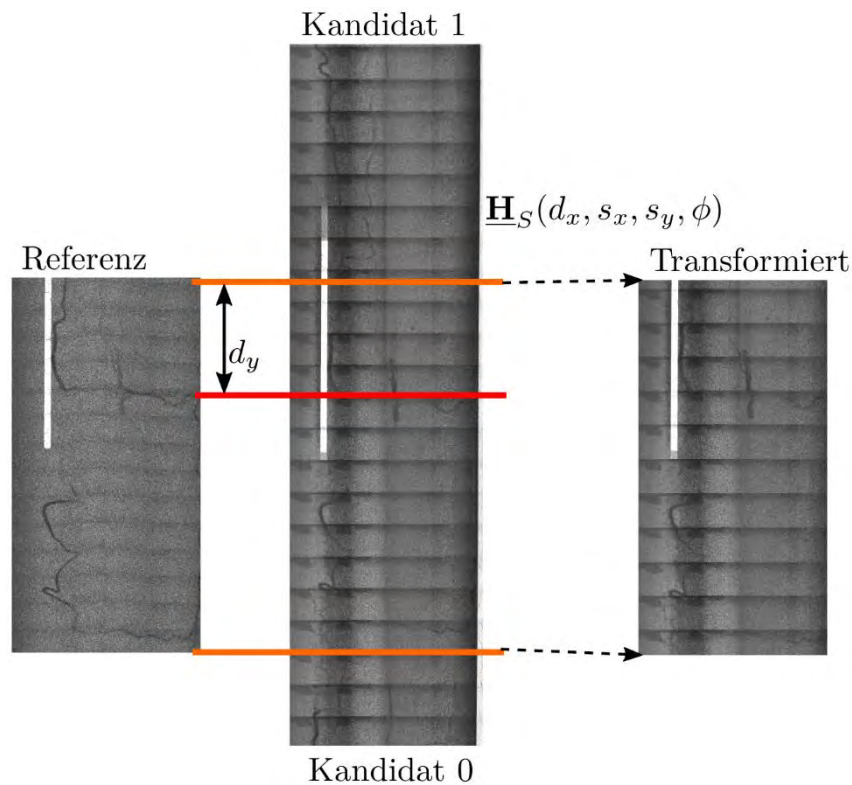 Kandidat 1
H_S(d_x, s_x, s_y, ϕ)
Referenz
Transformiert
d_y
Kandidat 0